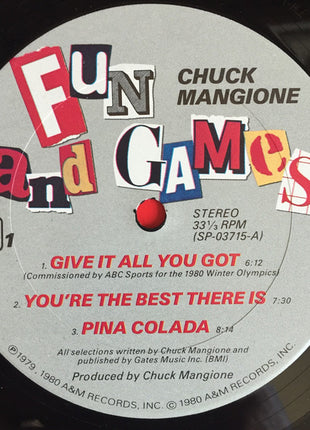 Fun
and GAMeS
CHUCK
MANGIONE
1
STEREO
33⅓ RPM
(SP-03715-A)
1. GIVE IT ALL YOU GOT 6:12
(Commissioned by ABC Sports for the 1980 Winter Olympics)
2. YOU'RE THE BEST THERE IS 7:30
3. PINA COLADA 8:14
All selections written by Chuck Mangione and
published by Gates Music Inc. (BMI)
Produced by Chuck Mangione
℗1979, 1980 A&M RECORDS, INC. © 1980 A&M RECORDS, INC.